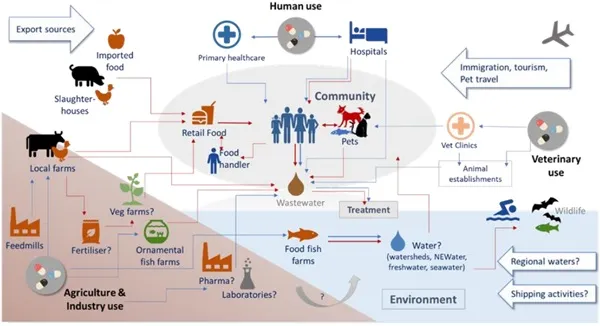 Export sources
Human use
Imported
food
Primary healthcare
Hospitals
Immigration, tourism,
Pet travel
Slaughter-
houses
Community
Retail Food
Pets
Vet Clinics
Veterinary
use
Food
handler
Local farms
Animal
establishments
Wastewater
Treatment
Veg farms?
Wildlife
Feedmills
Fertiliser?
Ornamental
fish farms
Food fish
farms
Water?
(watersheds, NEWater,
freshwater, seawater)
Regional waters?
Pharma?
Laboratories?
Agriculture &
Industry use
?
Environment
Shipping activities?